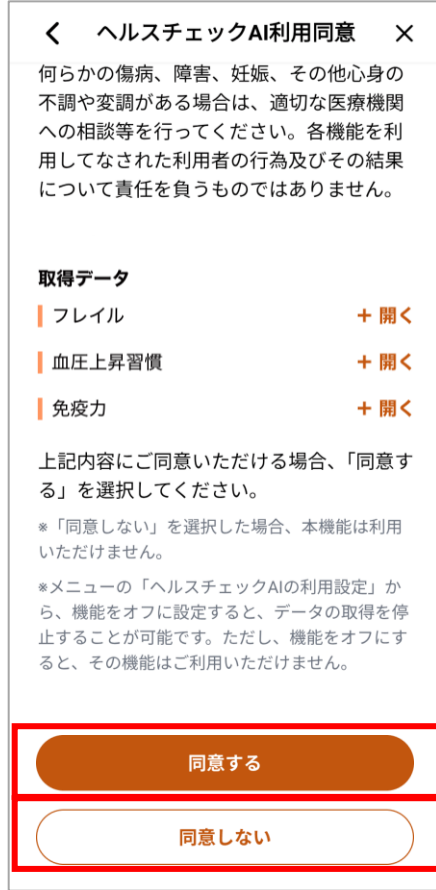 ヘルスチェックAI利用同意
何らかの傷病、障害、妊娠、その他心身の
不調や変調がある場合は、適切な医療機関
への相談等を行ってください。各機能を利
用してなされた利用者の行為及びその結果
について責任を負うものではありません。
取得データ
フレイル ＋ 開く
血圧上昇習慣 ＋ 開く
免疫力 ＋ 開く
上記内容にご同意いただける場合、「同意す
る」を選択してください。
※「同意しない」を選択した場合、本機能は利用
いただけません。
※メニューの「ヘルスチェックAIの利用設定」か
ら、機能をオフに設定すると、データの取得を停
止することが可能です。ただし、機能をオフにす
ると、その機能はご利用いただけません。
同意する
同意しない